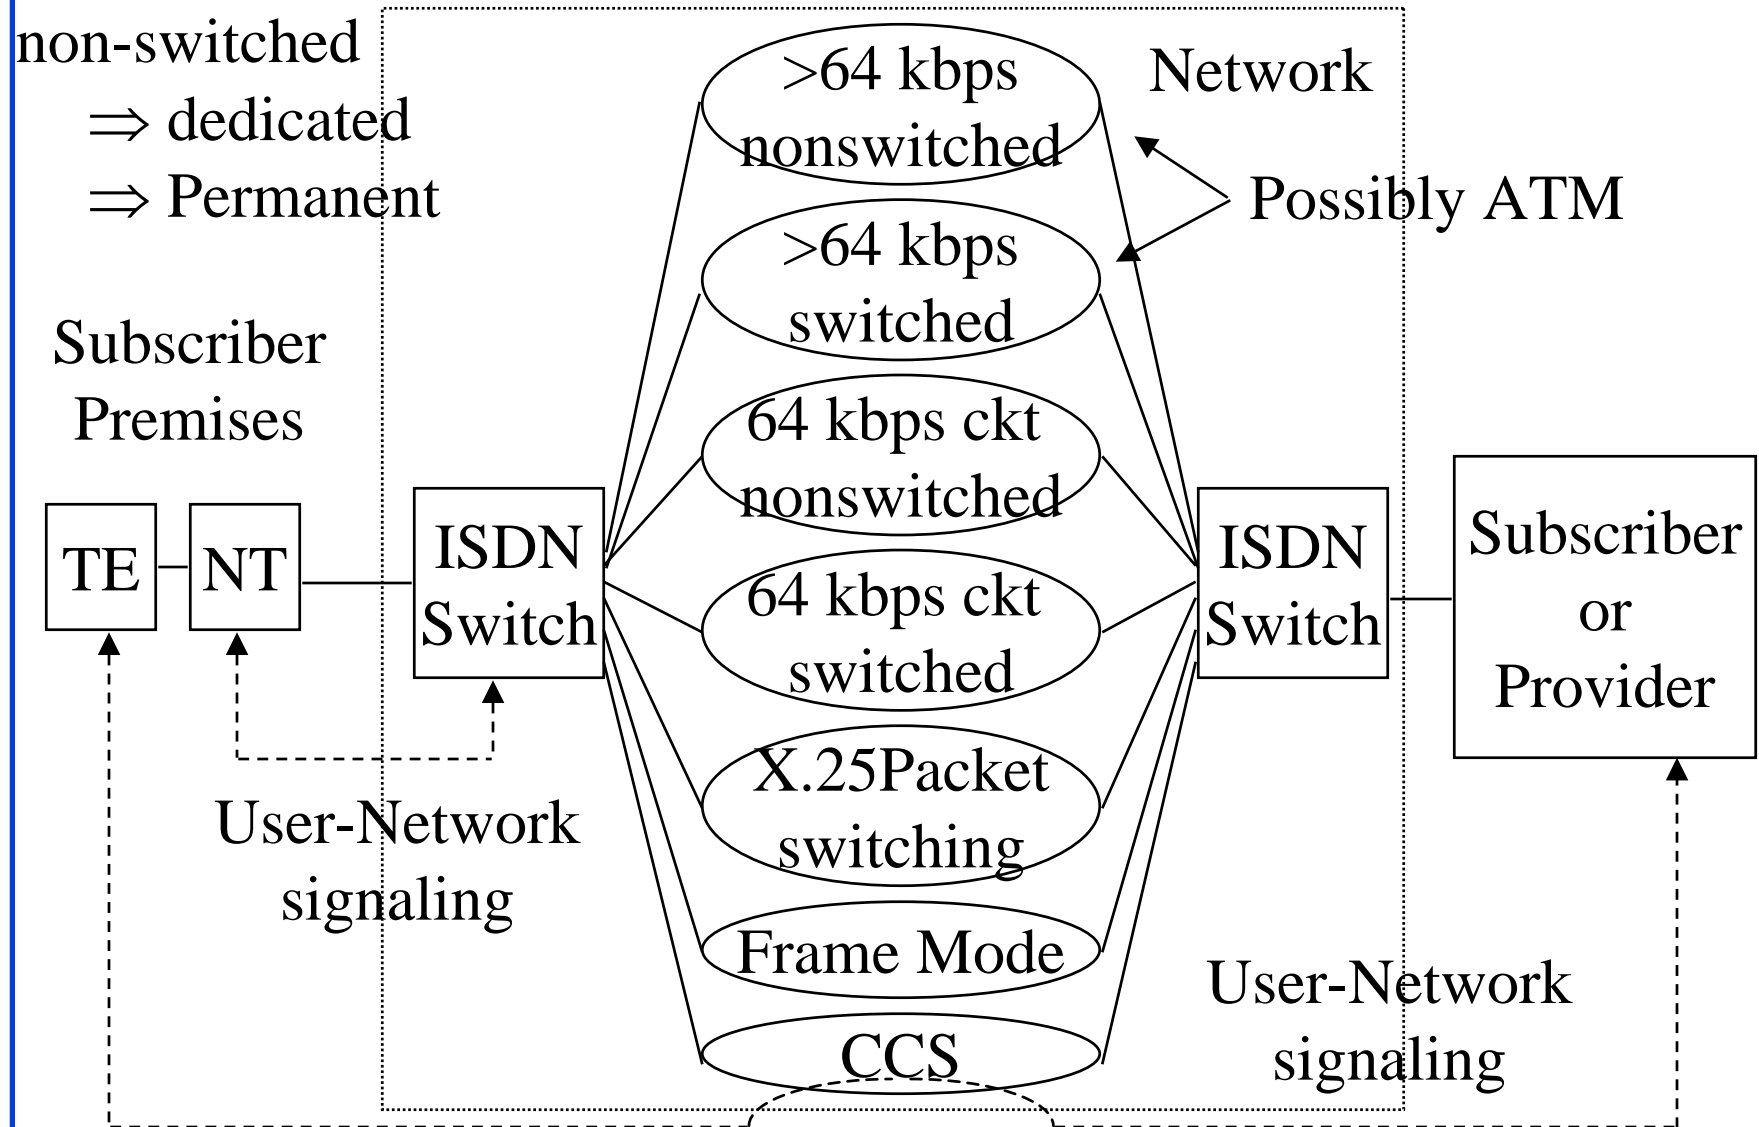 non-switched
⇒ dedicated
⇒ Permanent
>64 kbps
nonswitched
Network
Possibly ATM
>64 kbps
switched
Subscriber
Premises
64 kbps ckt
nonswitched
TE
NT
ISDN
Switch
64 kbps ckt
switched
ISDN
Switch
Subscriber
or
Provider
X.25Packet
switching
User-Network
signaling
Frame Mode
User-Network
signaling
CCS